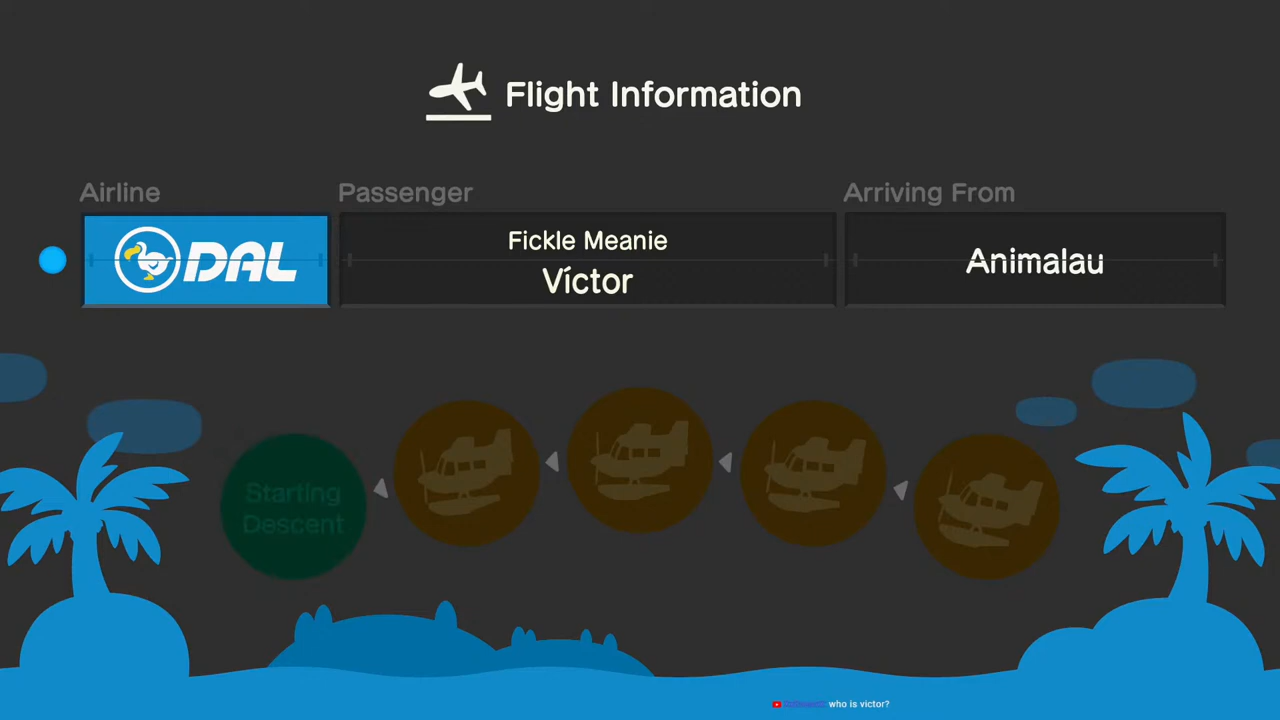 Flight Information
Airline
Passenger
Arriving From
DAL
Fickle Meanie
Víctor
Animalau
Starting
Descent
who is victor?